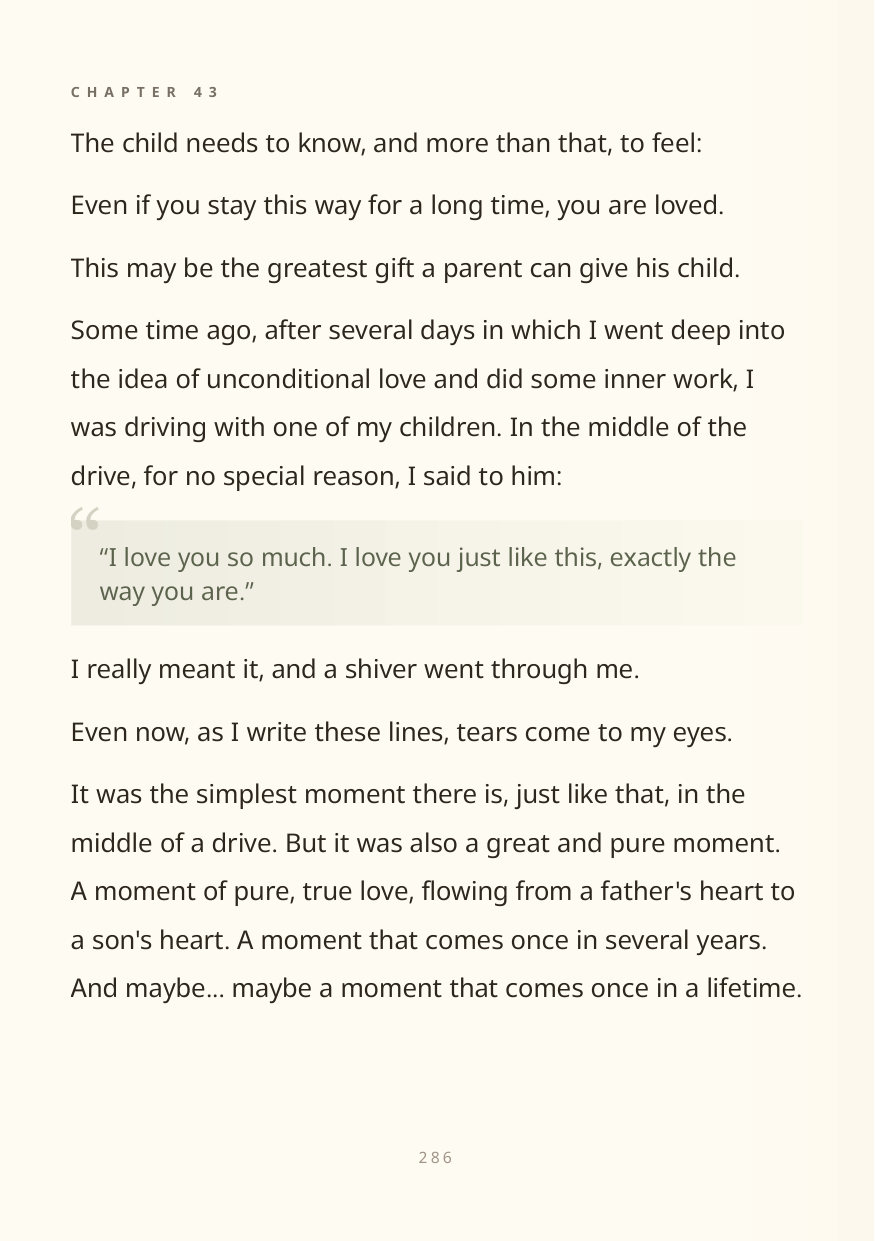 CHAPTER 43
The child needs to know, and more than that, to feel:
Even if you stay this way for a long time, you are loved.
This may be the greatest gift a parent can give his child.
Some time ago, after several days in which I went deep into
the idea of unconditional love and did some inner work, I
was driving with one of my children. In the middle of the
drive, for no special reason, I said to him:
“
“I love you so much. I love you just like this, exactly the
way you are.”
I really meant it, and a shiver went through me.
Even now, as I write these lines, tears come to my eyes.
It was the simplest moment there is, just like that, in the
middle of a drive. But it was also a great and pure moment.
A moment of pure, true love, flowing from a father's heart to
a son's heart. A moment that comes once in several years.
And maybe... maybe a moment that comes once in a lifetime.
286